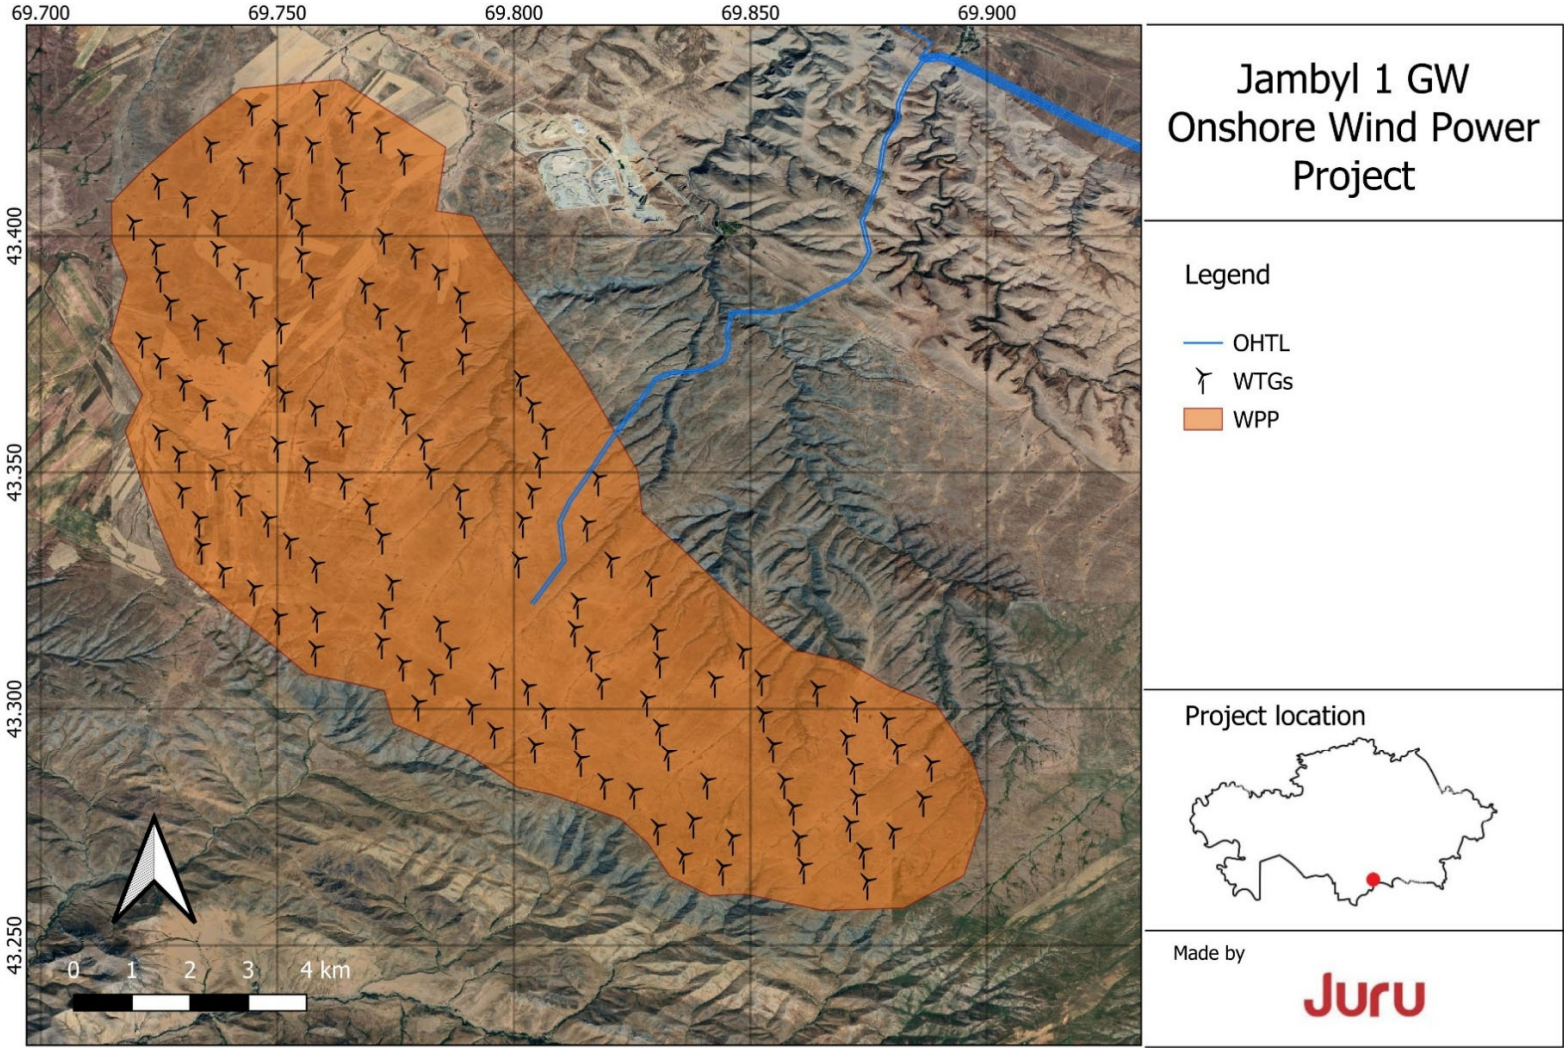 69.700
69.750
69.800
69.850
69.900
43.400
43.350
43.300
43.250
0 1 2 3 4 km
Jambyl 1 GW
Onshore Wind Power
Project
Legend
OHTL
WTGs
WPP
Project location
Made by
Juru